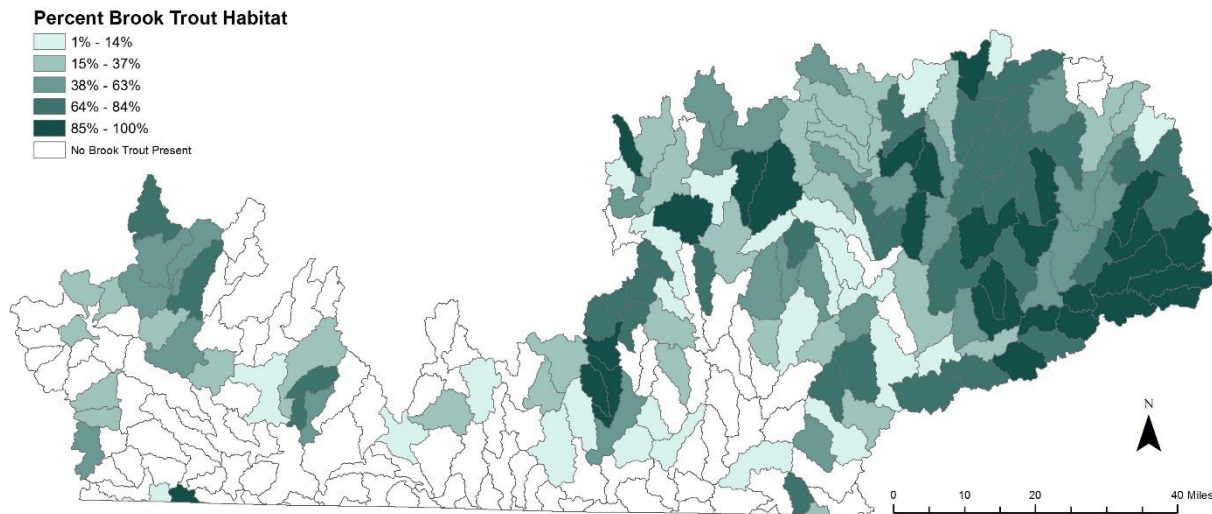 Percent Brook Trout Habitat
1% - 14%
15% - 37%
38% - 63%
64% - 84%
85% - 100%
No Brook Trout Present
N
0 10 20 40 Miles